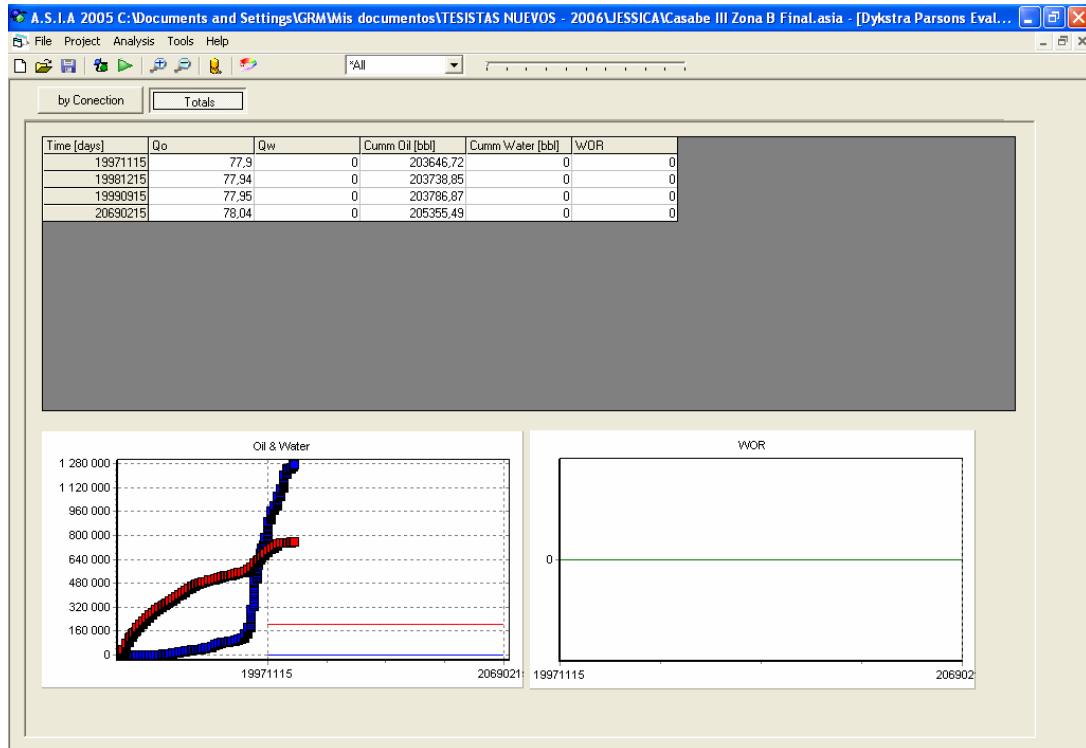 A.S.I.A 2005 C:\Documents and Settings\GRM\Mis documentos\TESISTAS NUEVOS - 2006\JESSICA\Casabe III Zona B Final.asia - [Dykstra Parsons Eval...
File Project Analysis Tools Help
*All
by Conection Totals
Time [days] Qo Qw Cumm Oil [bbl] Cumm Water [bbl] WOR
19971115 77,9 0 203646,72 0 0
19981215 77,94 0 203738,85 0 0
19990915 77,95 0 203786,87 0 0
20690215 78,04 0 205355,49 0 0
Oil & Water
1 280 000
1 120 000
960 000
800 000
640 000
480 000
320 000
160 000
0
19971115 2069021
WOR
0
19971115 206902